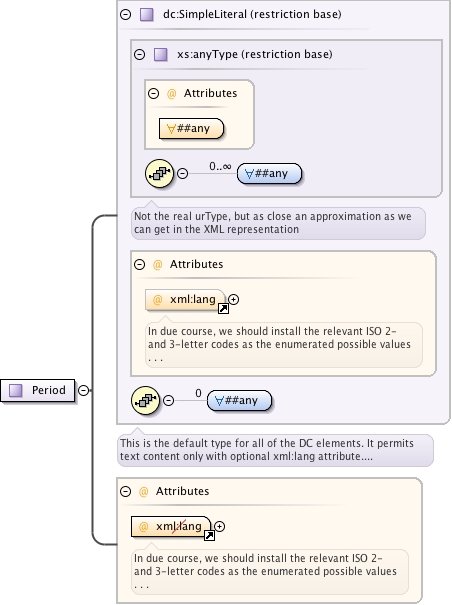 dc:SimpleLiteral (restriction base)
xs:anyType (restriction base)
@ Attributes
∀##any
0..∞
∀##any
Not the real urType, but as close an approximation as we
can get in the XML representation
@ Attributes
@ xml:lang
In due course, we should install the relevant ISO 2-
and 3-letter codes as the enumerated possible values
. . .
Period
0
∀##any
This is the default type for all of the DC elements. It permits
text content only with optional xml:lang attribute....
@ Attributes
@ xml:lang
In due course, we should install the relevant ISO 2-
and 3-letter codes as the enumerated possible values
. . .